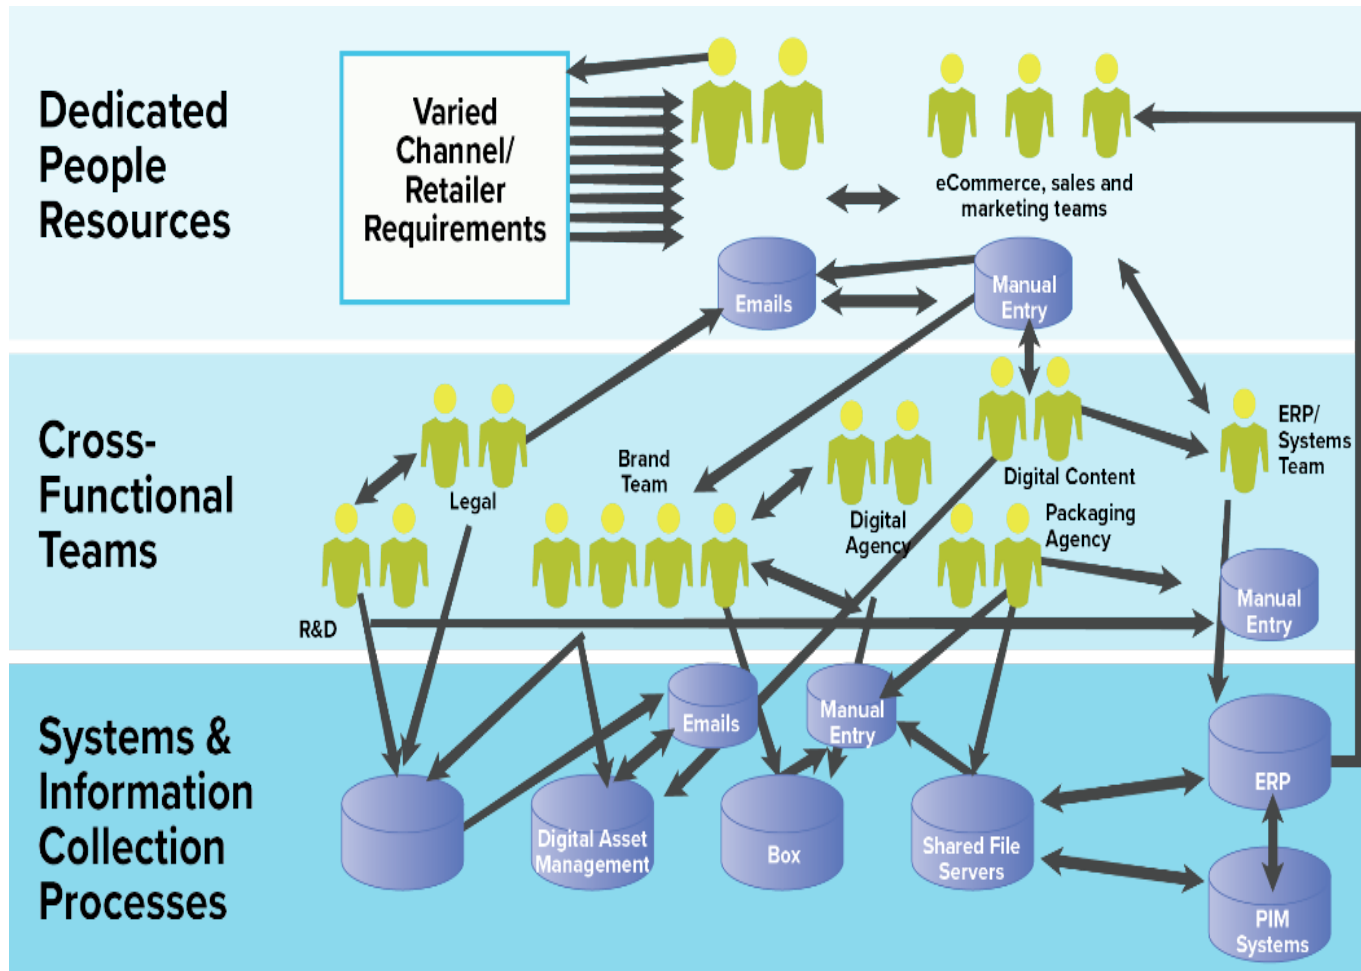 Dedicated
People
Resources
Varied
Channel/
Retailer
Requirements
eCommerce, sales and
marketing teams
Emails
Manual
Entry
Cross-
Functional
Teams
Legal
R&D
Brand
Team
Digital
Agency
Digital Content
Packaging
Agency
ERP/
Systems
Team
Manual
Entry
Systems &
Information
Collection
Processes
Emails
Manual
Entry
Digital Asset
Management
Box
Shared File
Servers
ERP
PIM
Systems